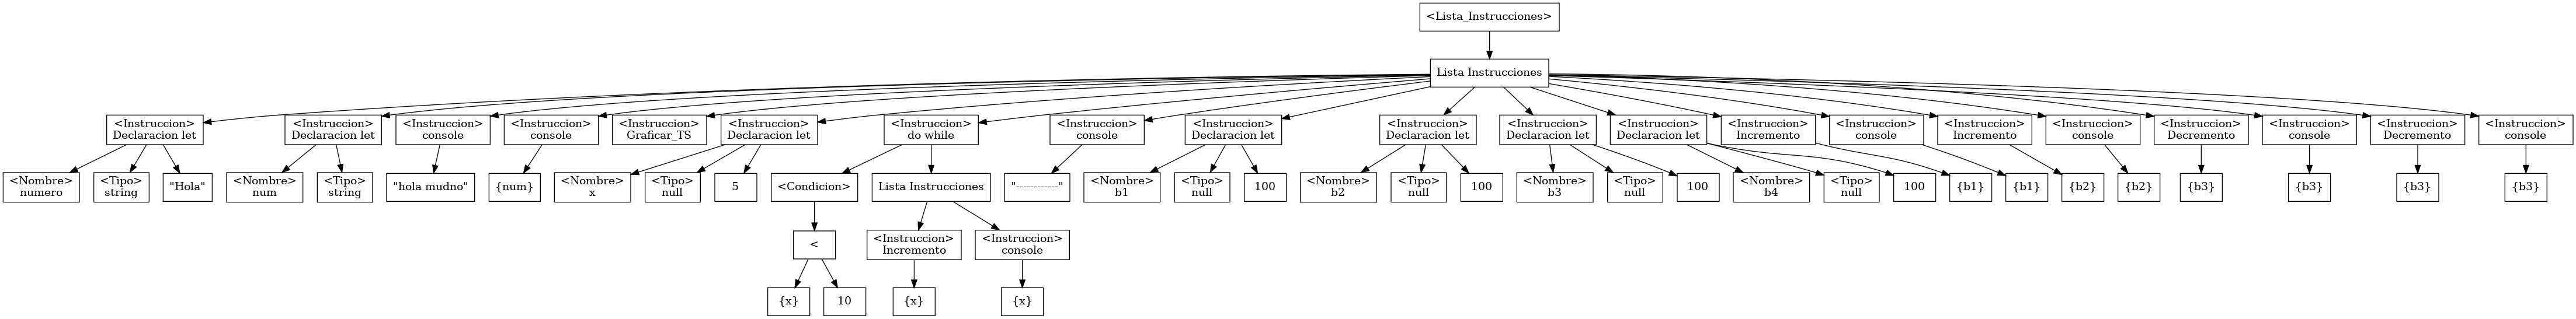 <Lista_Instrucciones>
Lista Instrucciones
<Instruccion>
Declaracion let
<Instruccion>
Declaracion let
<Instruccion>
console
<Instruccion>
console
<Instruccion>
Graficar_TS
<Instruccion>
Declaracion let
<Instruccion>
do while
<Instruccion>
console
<Instruccion>
Declaracion let
<Instruccion>
Declaracion let
<Instruccion>
Declaracion let
<Instruccion>
Declaracion let
<Instruccion>
Incremento
<Instruccion>
console
<Instruccion>
Incremento
<Instruccion>
console
<Instruccion>
Decremento
<Instruccion>
console
<Instruccion>
Decremento
<Instruccion>
console
<Nombre>
numero
<Tipo>
string
"Hola"
<Nombre>
num
<Tipo>
string
"hola mudno"
{num}
<Nombre>
x
<Tipo>
null
5
<Condicion>
Lista Instrucciones
"------------"
<Nombre>
b1
<Tipo>
null
100
<Nombre>
b2
<Tipo>
null
100
<Nombre>
b3
<Tipo>
null
100
<Nombre>
b4
<Tipo>
null
100
{b1}
{b1}
{b2}
{b2}
{b3}
{b3}
{b3}
{b3}
<
<Instruccion>
Incremento
<Instruccion>
console
{x}
10
{x}
{x}